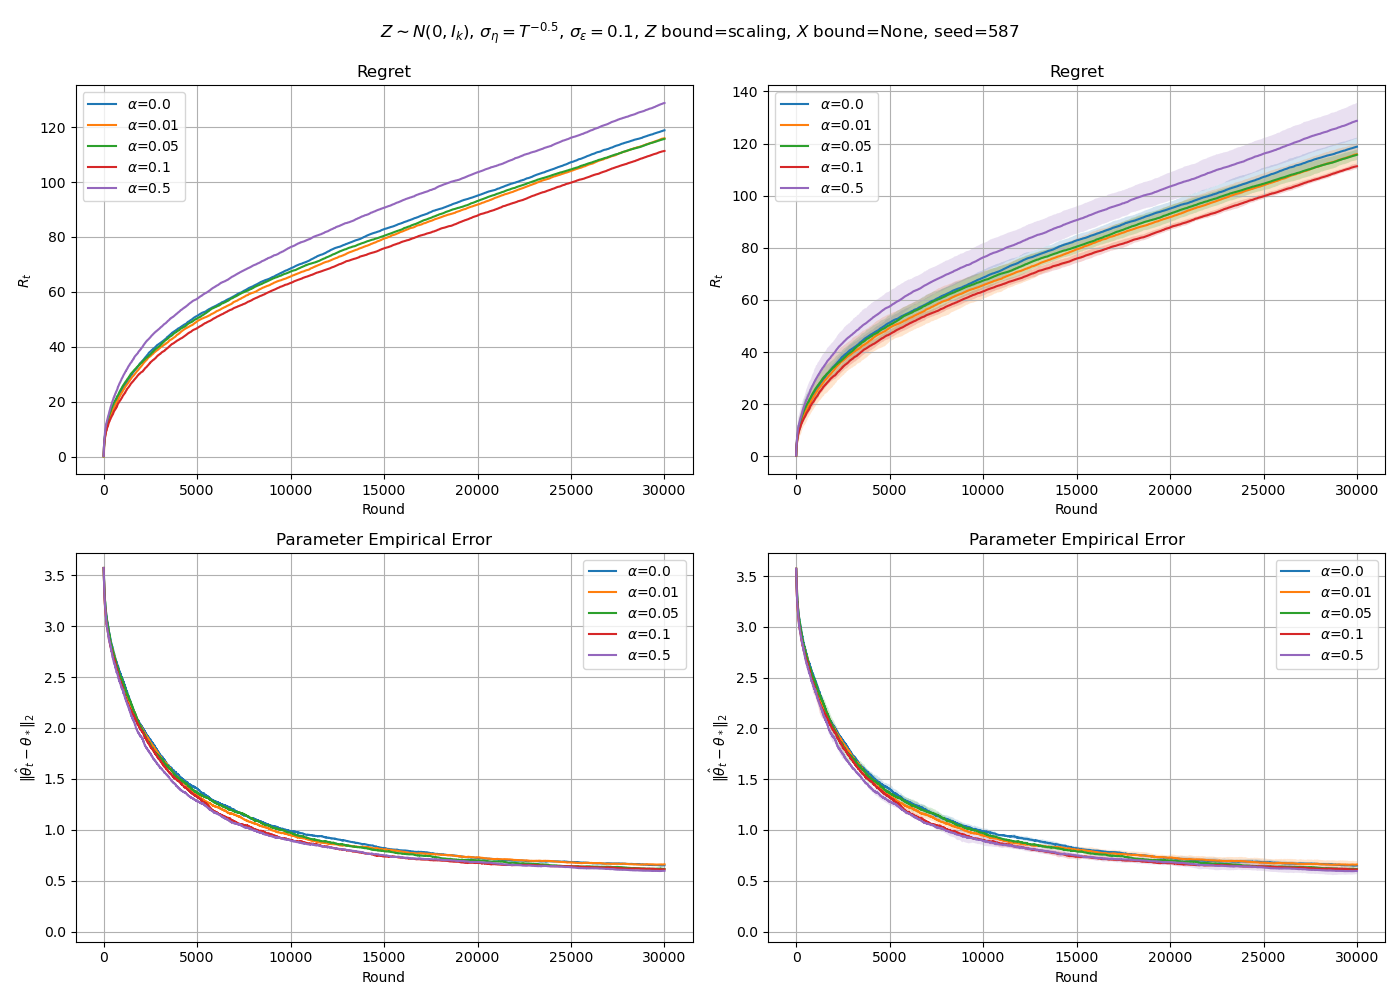 Z ∼ N(0, I_k), σ_η = T^{−0.5}, σ_ε = 0.1, Z bound=scaling, X bound=None, seed=587
Regret
R_t
120
100
80
60
40
20
0
α=0.0
α=0.01
α=0.05
α=0.1
α=0.5
0 5000 10000 15000 20000 25000 30000
Round
Regret
R_t
140
120
100
80
60
40
20
0
α=0.0
α=0.01
α=0.05
α=0.1
α=0.5
0 5000 10000 15000 20000 25000 30000
Round
Parameter Empirical Error
‖θ̂_t − θ_*‖_2
3.5
3.0
2.5
2.0
1.5
1.0
0.5
0.0
α=0.0
α=0.01
α=0.05
α=0.1
α=0.5
0 5000 10000 15000 20000 25000 30000
Round
Parameter Empirical Error
‖θ̂_t − θ_*‖_2
3.5
3.0
2.5
2.0
1.5
1.0
0.5
0.0
α=0.0
α=0.01
α=0.05
α=0.1
α=0.5
0 5000 10000 15000 20000 25000 30000
Round